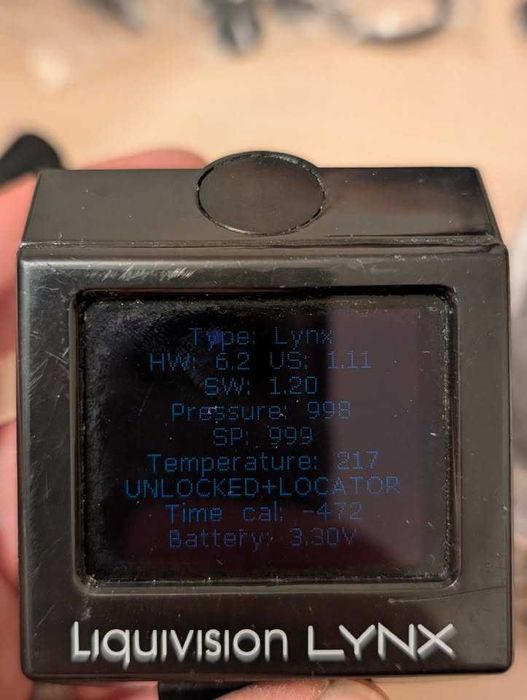 Type: Lynx
HW: 6.2 US: 1.11
SW: 1.20
Pressure: 998
SP: 999
Temperature: 217
UNLOCKED+LOCATOR
Time cal: -472
Battery: 3.30V
Liquivision LYNX